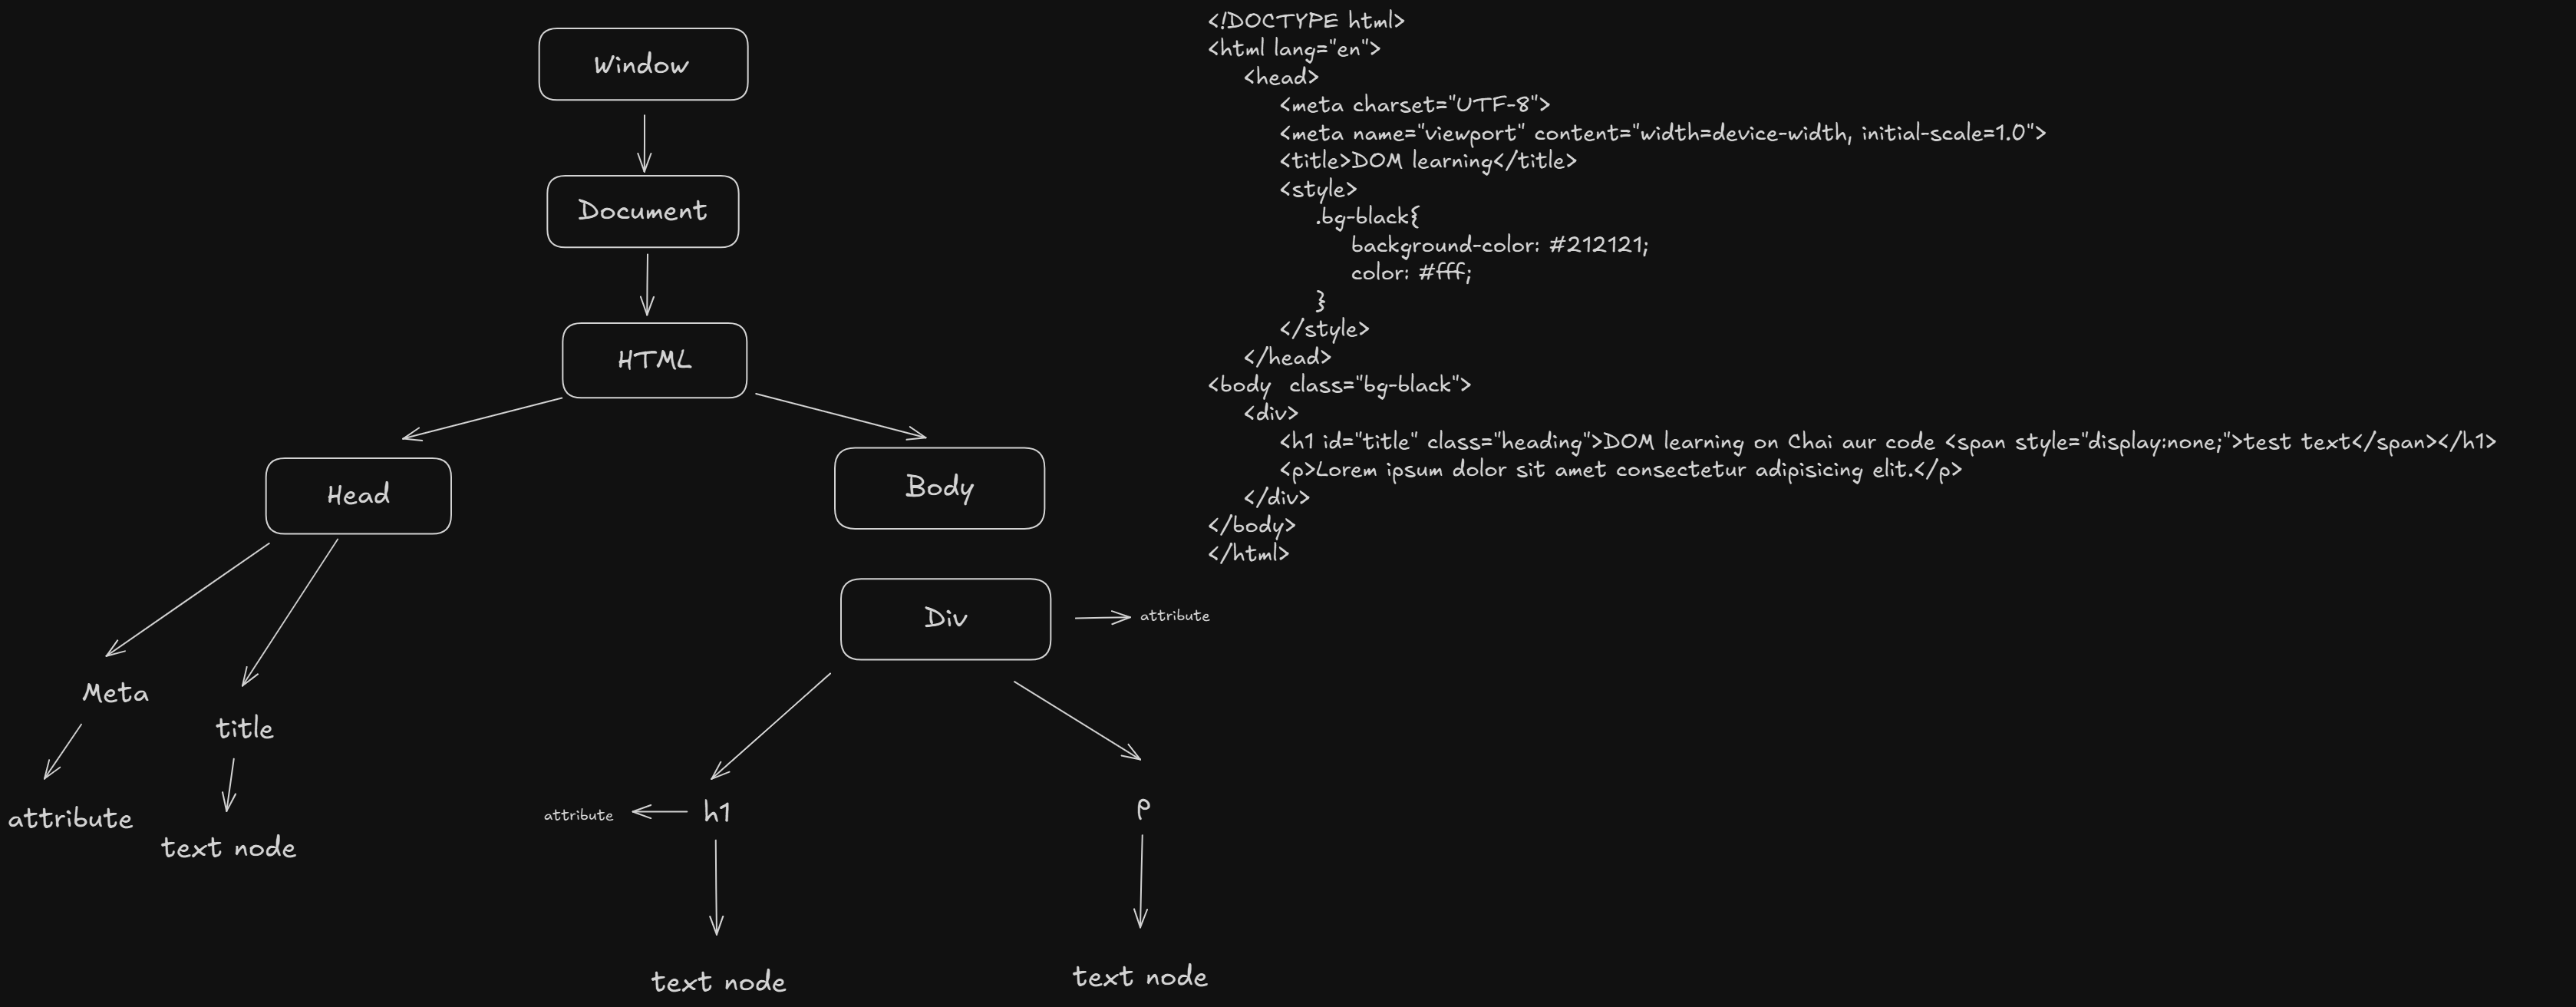 Window
Document
HTML
Head
Body
Div
attribute
Meta
title
attribute
text node
attribute
h1
p
text node
text node
<!DOCTYPE html>
<html lang="en">
<head>
<meta charset="UTF-8">
<meta name="viewport" content="width=device-width, initial-scale=1.0">
<title>DOM learning</title>
<style>
.bg-black{
background-color: #212121;
color: #fff;
}
</style>
</head>
<body  class="bg-black">
<div>
<h1 id="title" class="heading">DOM learning on Chai aur code <span style="display:none;">test text</span></h1>
<p>Lorem ipsum dolor sit amet consectetur adipisicing elit.</p>
</div>
</body>
</html>